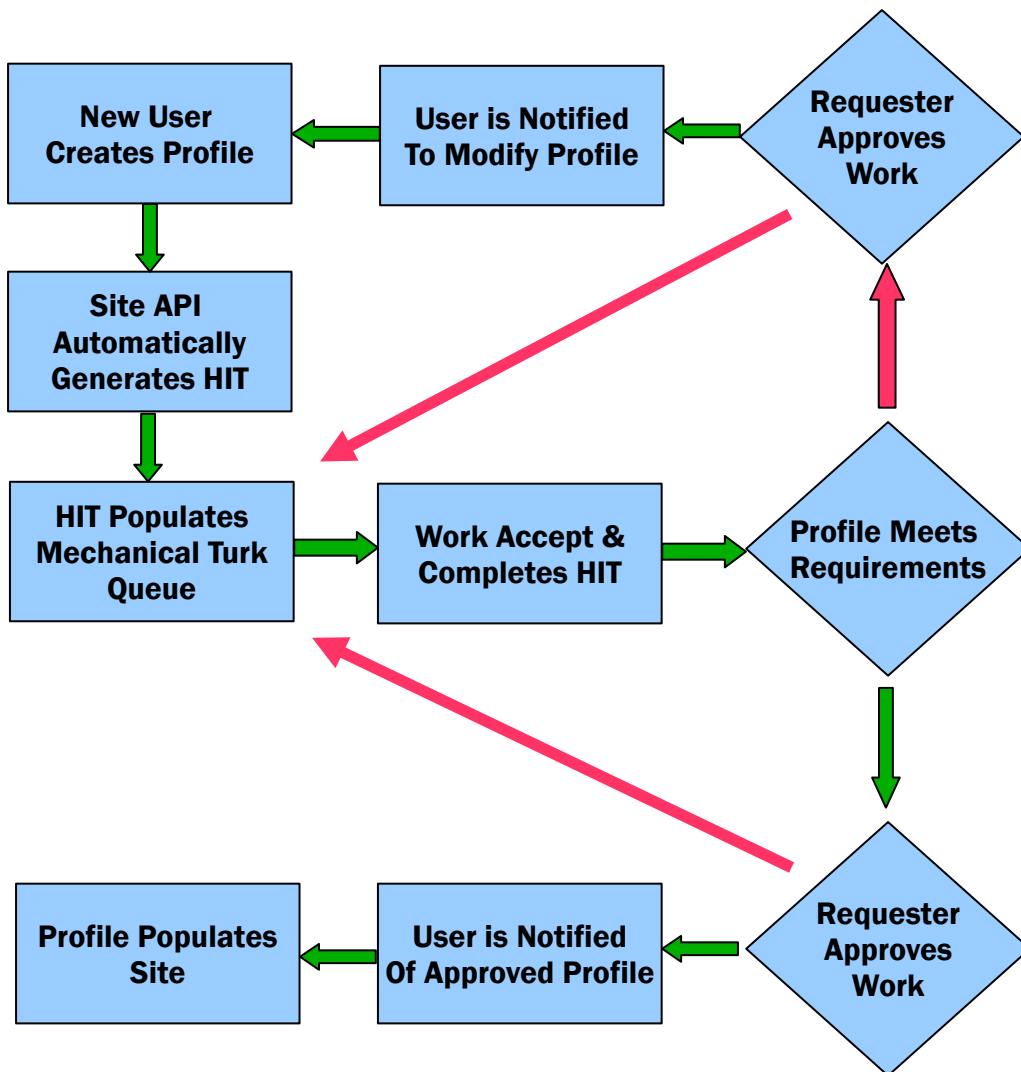 New User
Creates Profile
User is Notified
To Modify Profile
Requester
Approves
Work
Site API
Automatically
Generates HIT
HIT Populates
Mechanical Turk
Queue
Work Accept &
Completes HIT
Profile Meets
Requirements
Profile Populates
Site
User is Notified
Of Approved Profile
Requester
Approves
Work